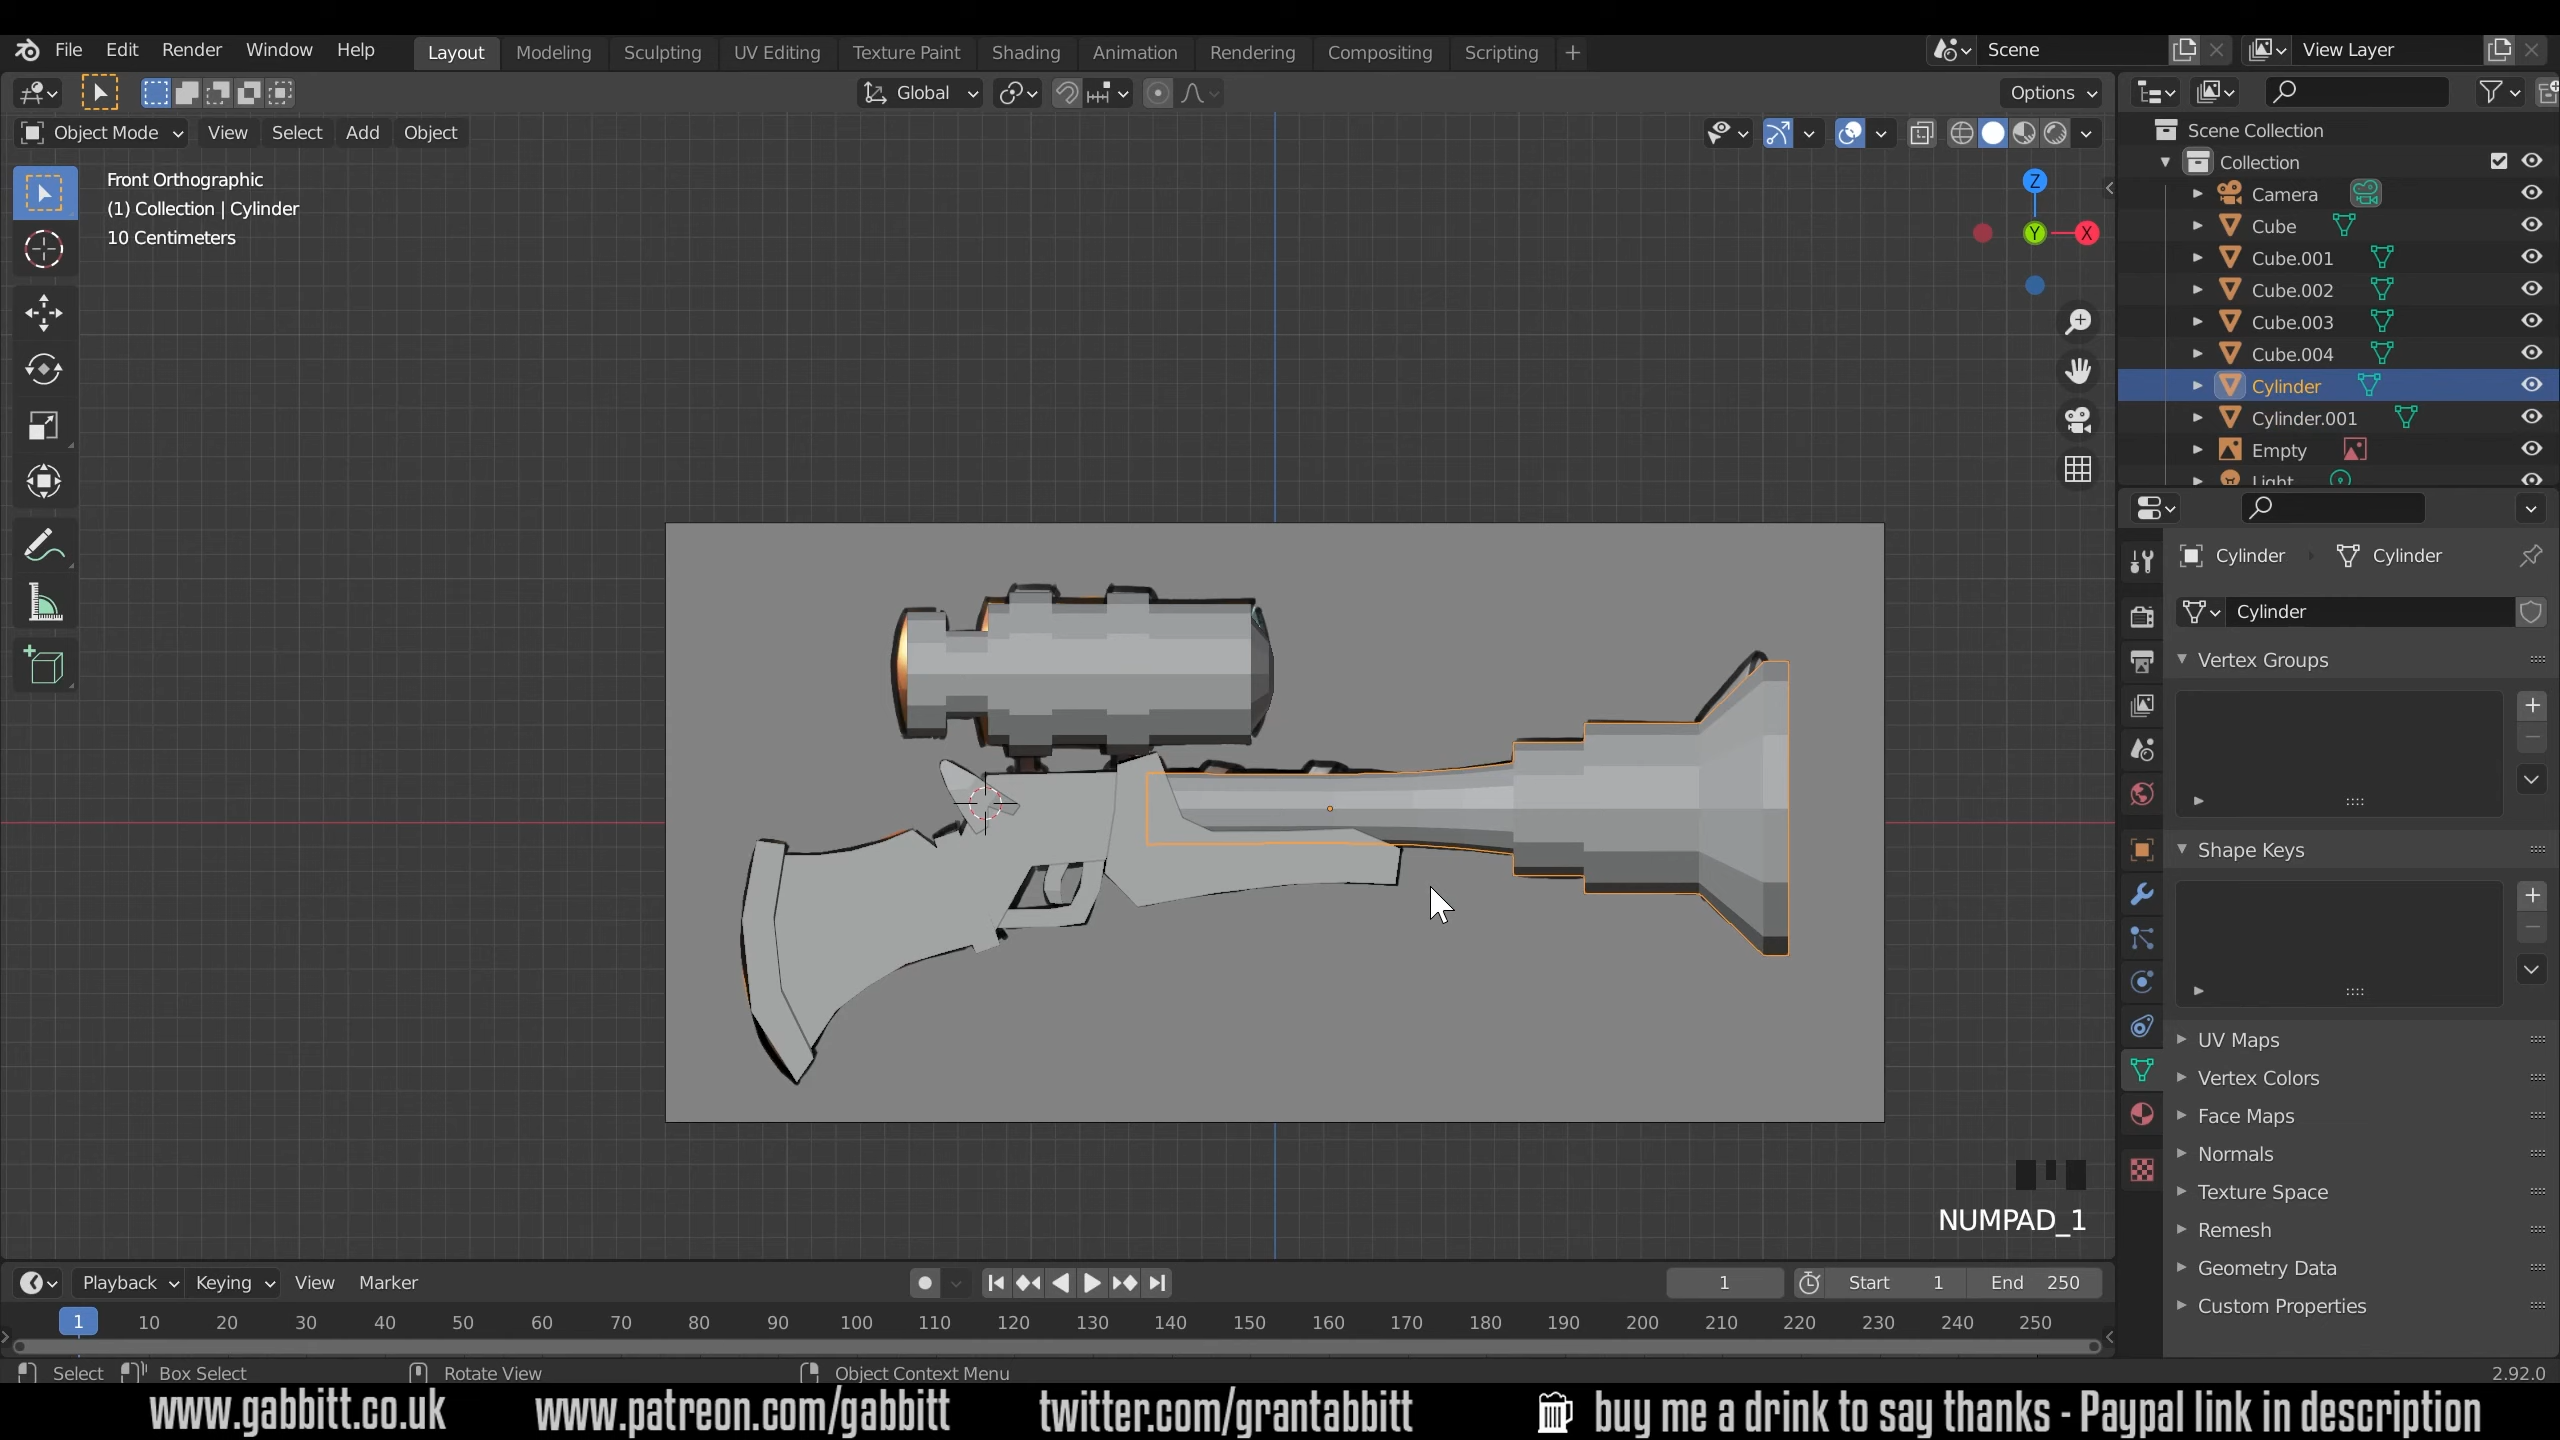 File Edit Render Window Help Layout Modeling Sculpting UV Editing Texture Paint Shading Animation Rendering Compositing Scripting + Scene View Layer
Global Options
Object Mode View Select Add Object
Scene Collection
Front Orthographic
(1) Collection | Cylinder
10 Centimeters
Z
Y
X
Collection
Camera
Cube
Cube.001
Cube.002
Cube.003
Cube.004
Cylinder
Cylinder.001
Empty
Light
Cylinder Cylinder
Cylinder
Vertex Groups
Shape Keys
UV Maps
Vertex Colors
Face Maps
Normals
Texture Space
Remesh
Geometry Data
Custom Properties
NUMPAD_1
Playback Keying View Marker 1 Start 1 End 250
1 10 20 30 40 50 60 70 80 90 100 110 120 130 140 150 160 170 180 190 200 210 220 230 240 250
Select Box Select Rotate View Object Context Menu 2.92.0
www.gabbitt.co.uk www.patreon.com/gabbitt twitter.com/grantabbitt buy me a drink to say thanks - Paypal link in description